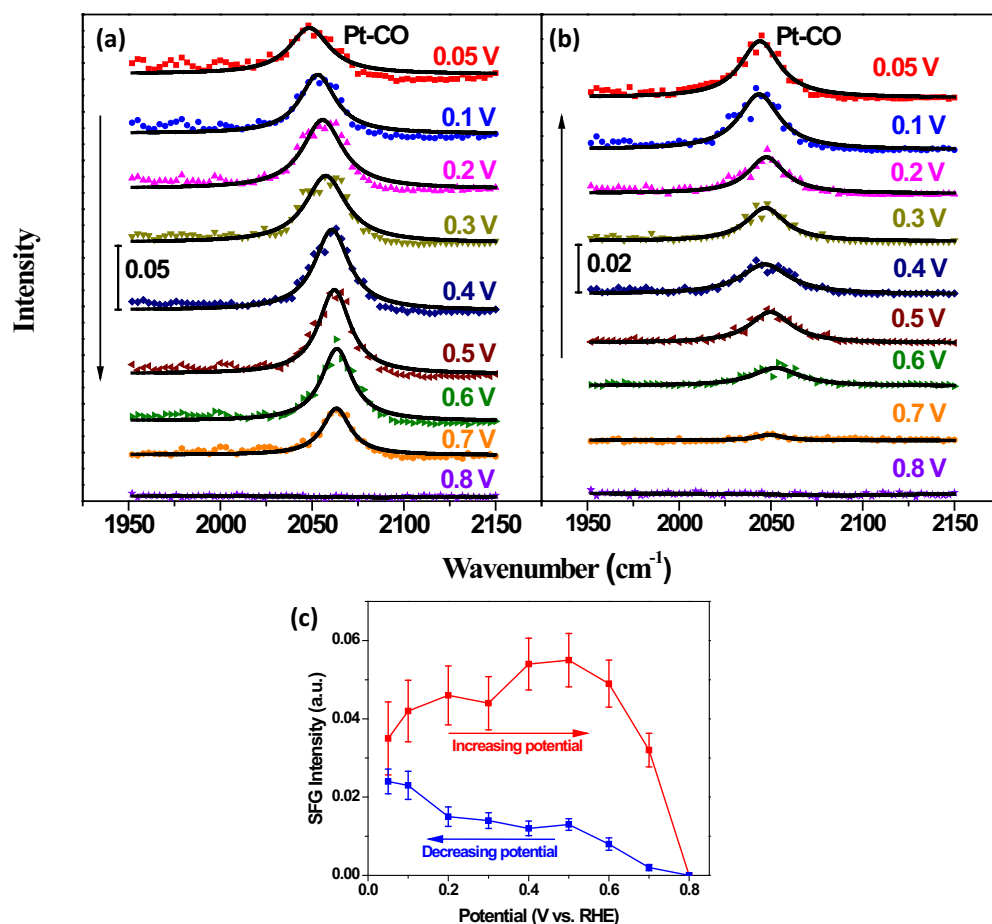 (a)
Pt-CO
0.05 V
0.1 V
0.2 V
0.3 V
0.05
0.4 V
0.5 V
0.6 V
0.7 V
0.8 V
1950 2000 2050 2100 2150
(b)
Pt-CO
0.05 V
0.1 V
0.2 V
0.3 V
0.02
0.4 V
0.5 V
0.6 V
0.7 V
0.8 V
1950 2000 2050 2100 2150
Intensity
Wavenumber (cm⁻¹)
(c)
0.06
0.04
0.02
0.00
SFG Intensity (a.u.)
Increasing potential
Decreasing potential
0.0 0.2 0.4 0.6 0.8
Potential (V vs. RHE)